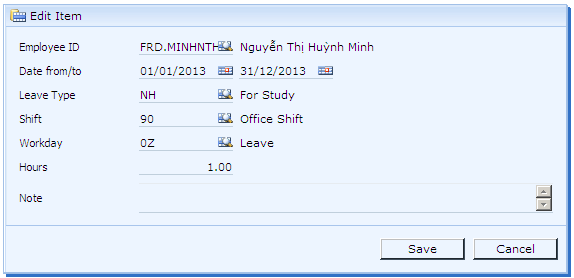 Edit Item
Employee ID FRD.MINHNTH Nguyễn Thị Huỳnh Minh
Date from/to 01/01/2013 31/12/2013
Leave Type NH For Study
Shift 90 Office Shift
Workday 0Z Leave
Hours 1.00
Note
Save Cancel